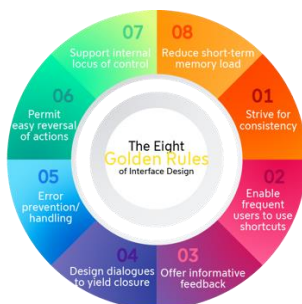 The Eight
Golden Rules
of Interface Design
01
Strive for
consistency
02
Enable
frequent
users to use
shortcuts
03
Offer informative
feedback
04
Design dialogues
to yield closure
05
Error
prevention/
handling
06
Permit
easy reversal
of actions
07
Support internal
locus of control
08
Reduce short-term
memory load